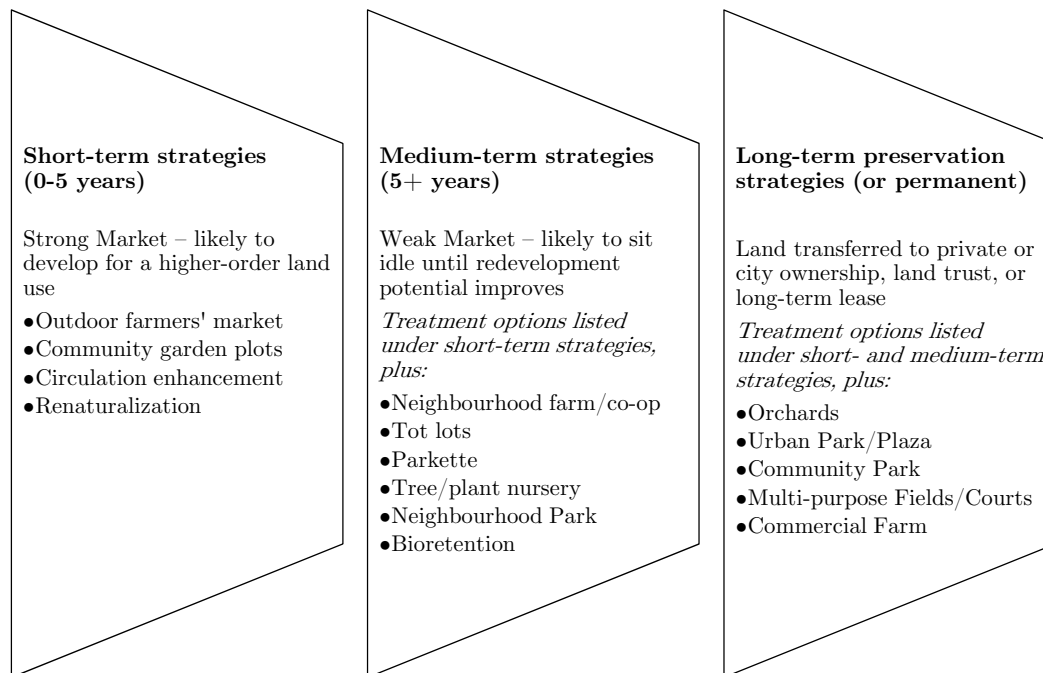 Short-term strategies
(0-5 years)
Strong Market – likely to
develop for a higher-order land
use
●Outdoor farmers' market
●Community garden plots
●Circulation enhancement
●Renaturalization
Medium-term strategies
(5+ years)
Weak Market – likely to sit
idle until redevelopment
potential improves
Treatment options listed
under short-term strategies,
plus:
●Neighbourhood farm/co-op
●Tot lots
●Parkette
●Tree/plant nursery
●Neighbourhood Park
●Bioretention
Long-term preservation
strategies (or permanent)
Land transferred to private or
city ownership, land trust, or
long-term lease
Treatment options listed
under short- and medium-term
strategies, plus:
●Orchards
●Urban Park/Plaza
●Community Park
●Multi-purpose Fields/Courts
●Commercial Farm